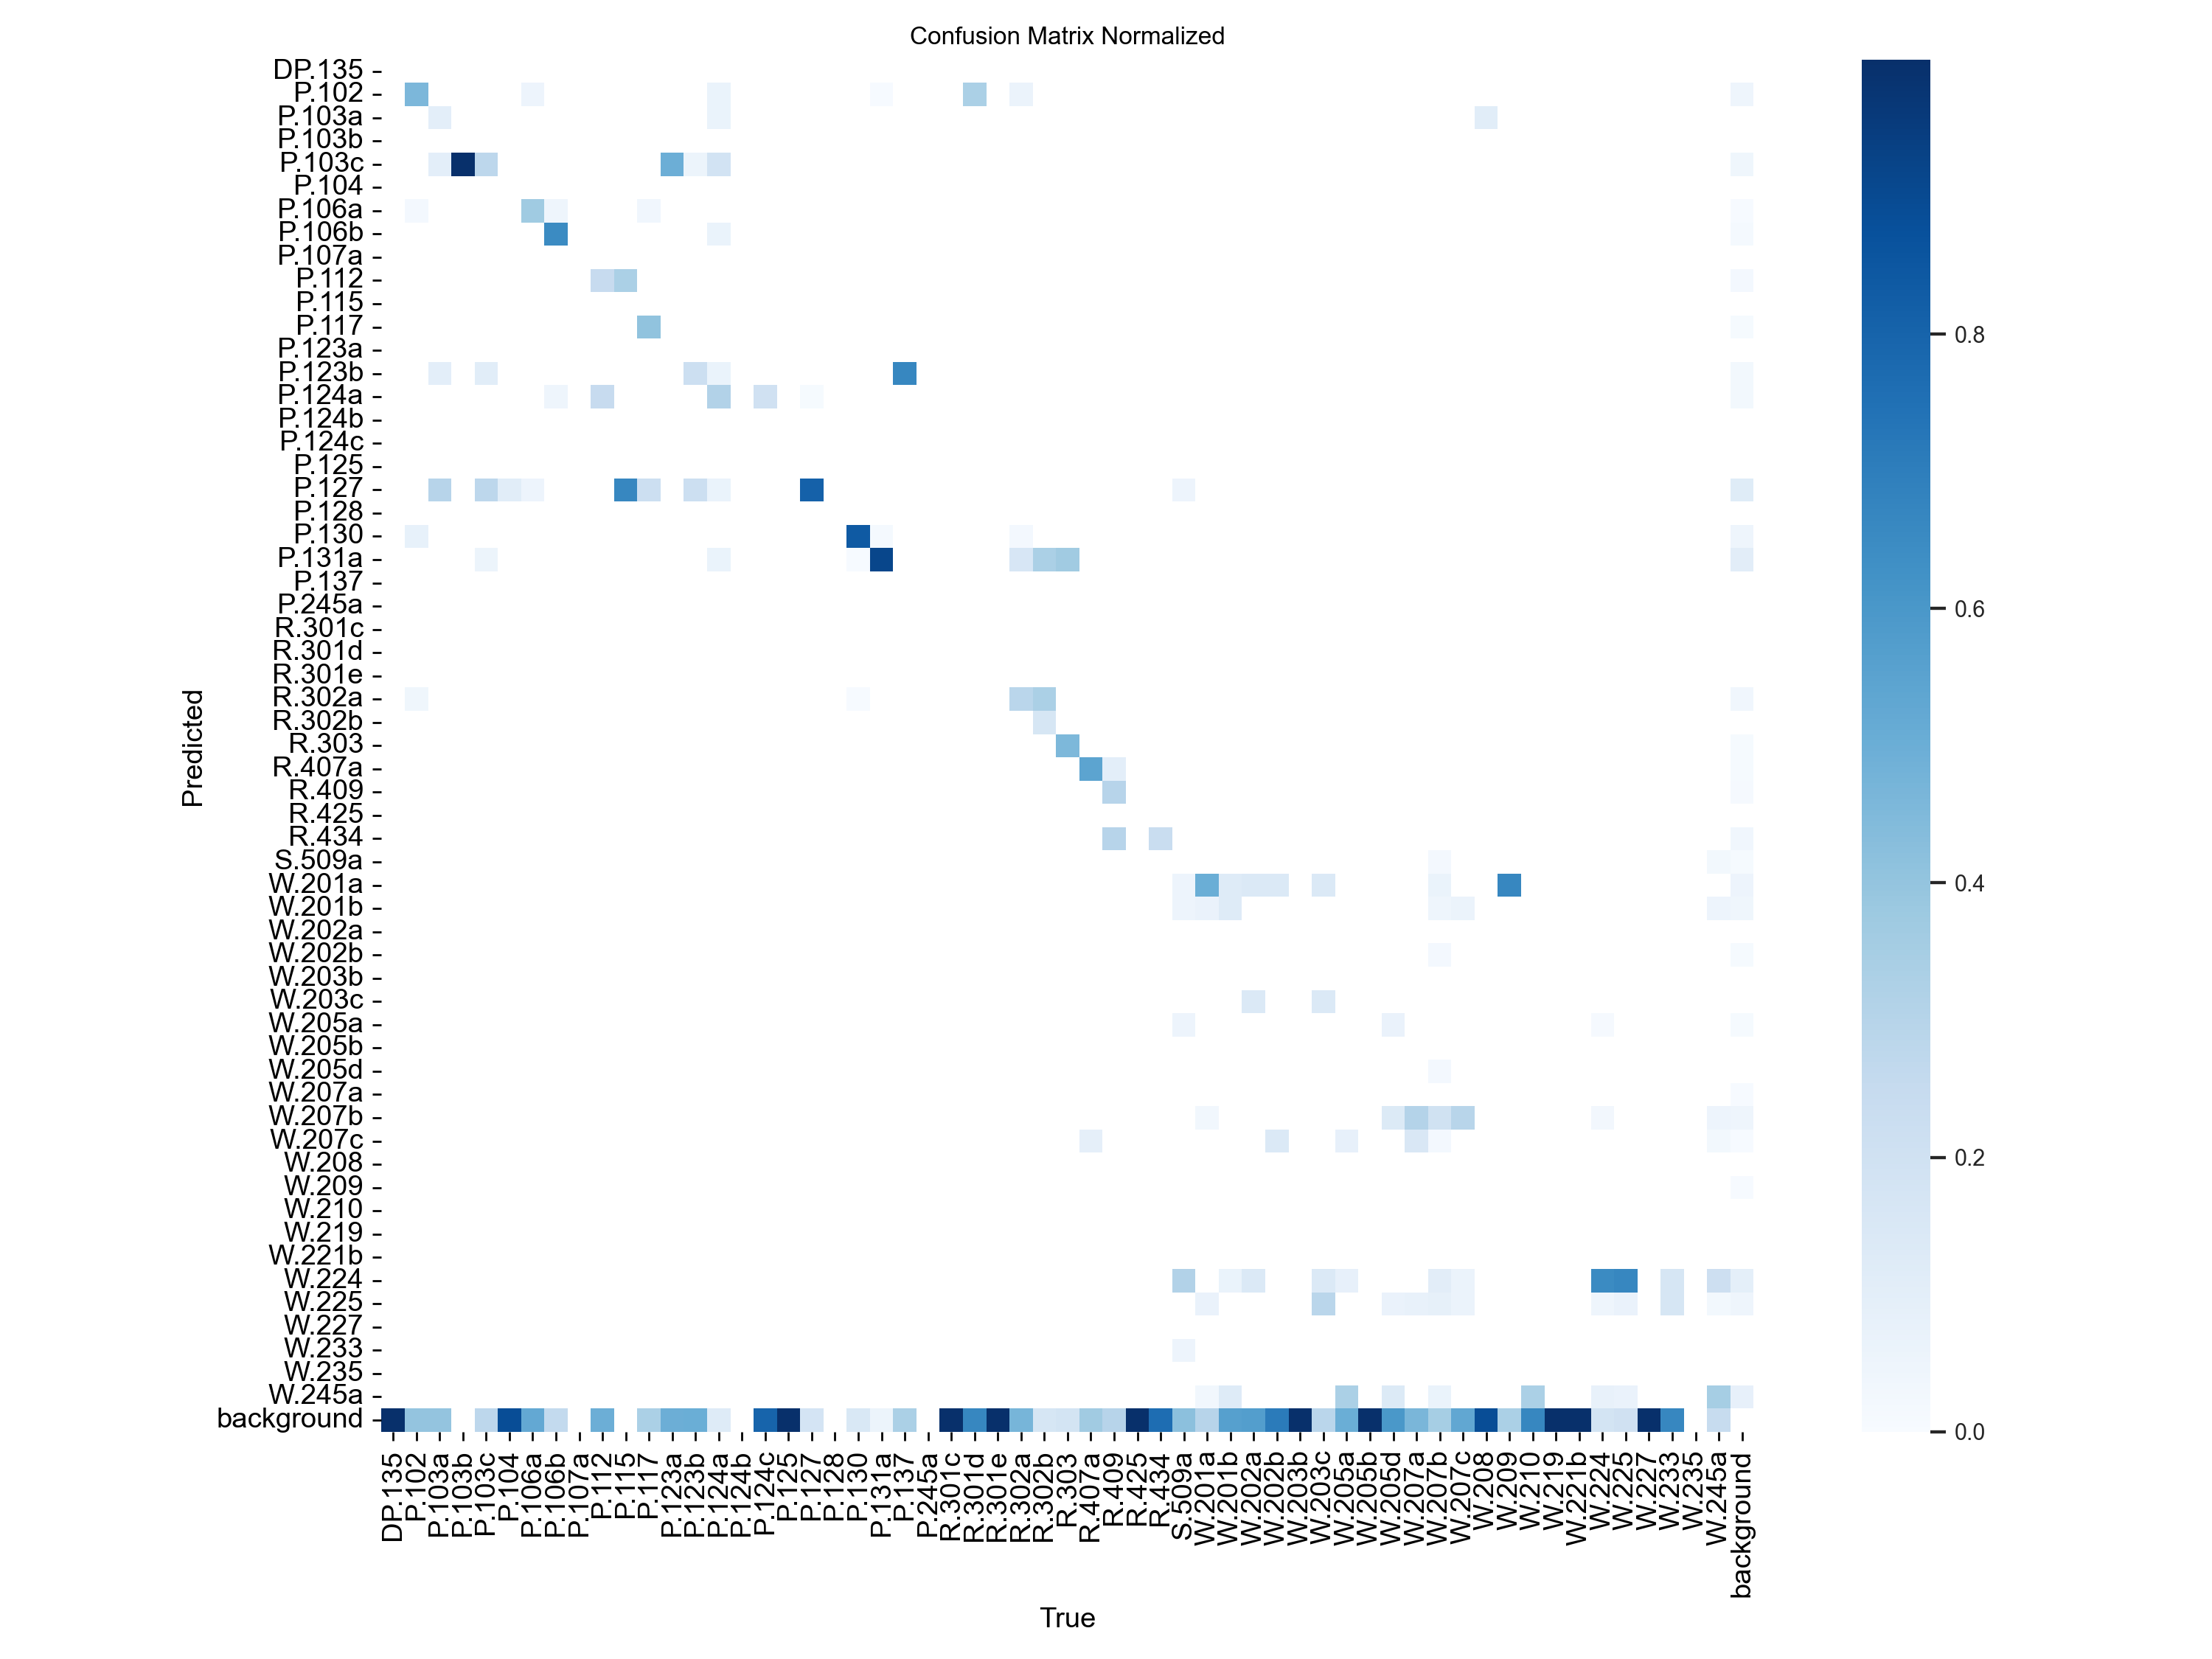 Confusion Matrix Normalized
DP.135
P.102
P.103a
P.103b
P.103c
P.104
P.106a
P.106b
P.107a
P.112
P.115
P.117
P.123a
P.123b
P.124a
P.124b
P.124c
P.125
P.127
P.128
P.130
P.131a
P.137
P.245a
R.301c
R.301d
R.301e
R.302a
R.302b
R.303
R.407a
R.409
R.425
R.434
S.509a
W.201a
W.201b
W.202a
W.202b
W.203b
W.203c
W.205a
W.205b
W.205d
W.207a
W.207b
W.207c
W.208
W.209
W.210
W.219
W.221b
W.224
W.225
W.227
W.233
W.235
W.245a
background
Predicted
DP.135
P.102
P.103a
P.103b
P.103c
P.104
P.106a
P.106b
P.107a
P.112
P.115
P.117
P.123a
P.123b
P.124a
P.124b
P.124c
P.125
P.127
P.128
P.130
P.131a
P.137
P.245a
R.301c
R.301d
R.301e
R.302a
R.302b
R.303
R.407a
R.409
R.425
R.434
S.509a
W.201a
W.201b
W.202a
W.202b
W.203b
W.203c
W.205a
W.205b
W.205d
W.207a
W.207b
W.207c
W.208
W.209
W.210
W.219
W.221b
W.224
W.225
W.227
W.233
W.235
W.245a
background
True
0.8
0.6
0.4
0.2
0.0